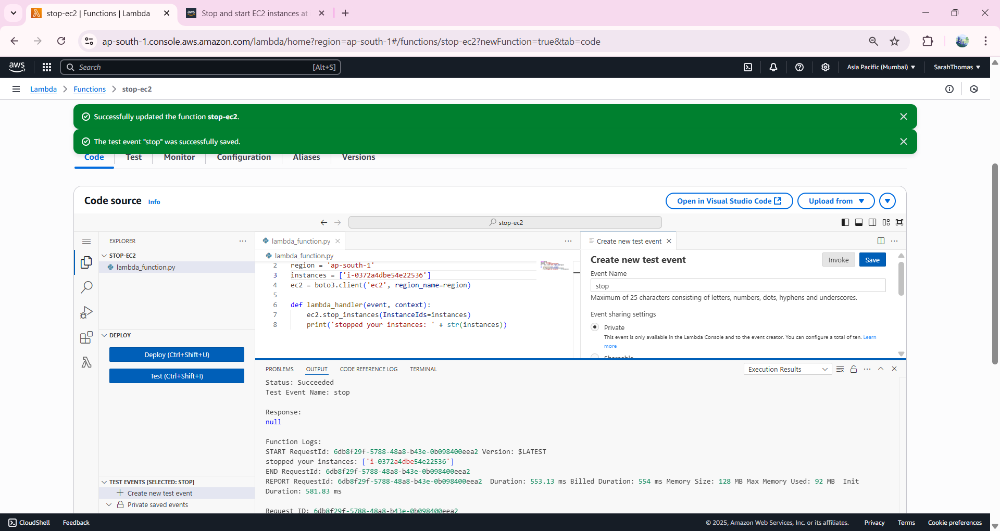 stop-ec2 | Functions | Lambda
Stop and start EC2 instances at
ap-south-1.console.aws.amazon.com/lambda/home?region=ap-south-1#/functions/stop-ec2?newFunction=true&tab=code
aws
Search
[Alt+S]
Asia Pacific (Mumbai)
SarahThomas
Lambda
Functions
stop-ec2
Successfully updated the function stop-ec2.
The test event "stop" was successfully saved.
Code
Test
Monitor
Configuration
Aliases
Versions
Code source
Info
Open in Visual Studio Code
Upload from
stop-ec2
EXPLORER
STOP-EC2
lambda_function.py
DEPLOY
Deploy (Ctrl+Shift+U)
Test (Ctrl+Shift+I)
TEST EVENTS [SELECTED: STOP]
Create new test event
Private saved events
lambda_function.py
lambda_function.py
2 region = 'ap-south-1'
3 instances = ['i-0372a4dbe54e22536']
4 ec2 = boto3.client('ec2', region_name=region)
5
6 def lambda_handler(event, context):
7 ec2.stop_instances(InstanceIds=instances)
8 print('stopped your instances: ' + str(instances))
Create new test event
Create new test event
Invoke
Save
Event Name
stop
Maximum of 25 characters consisting of letters, numbers, dots, hyphens and underscores.
Event sharing settings
Private
This event is only available in the Lambda Console and to the event creator. You can configure a total of ten. Learn
more
Shareable
PROBLEMS
OUTPUT
CODE REFERENCE LOG
TERMINAL
Execution Results
Status: Succeeded
Test Event Name: stop
Response:
null
Function Logs:
START RequestId: 6db8f29f-5788-48a8-b43e-0b098400eea2 Version: $LATEST
stopped your instances: ['i-0372a4dbe54e22536']
END RequestId: 6db8f29f-5788-48a8-b43e-0b098400eea2
REPORT RequestId: 6db8f29f-5788-48a8-b43e-0b098400eea2 Duration: 553.13 ms Billed Duration: 554 ms Memory Size: 128 MB Max Memory Used: 92 MB Init
Duration: 581.83 ms
Request ID: 6db8f29f-5788-48a8-b43e-0b098400eea2
CloudShell
Feedback
© 2025, Amazon Web Services, Inc. or its affiliates.
Privacy
Terms
Cookie preferences